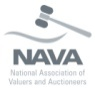 NAVA
National Association of
Valuers and Auctioneers